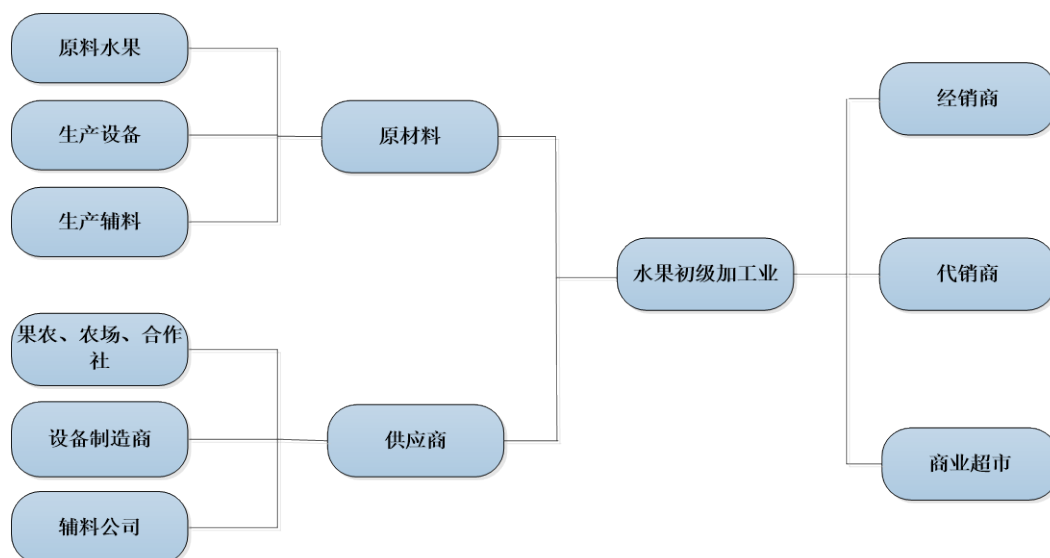 原料水果
生产设备
生产辅料
原材料
果农、农场、合作
社
设备制造商
辅料公司
供应商
水果初级加工业
经销商
代销商
商业超市